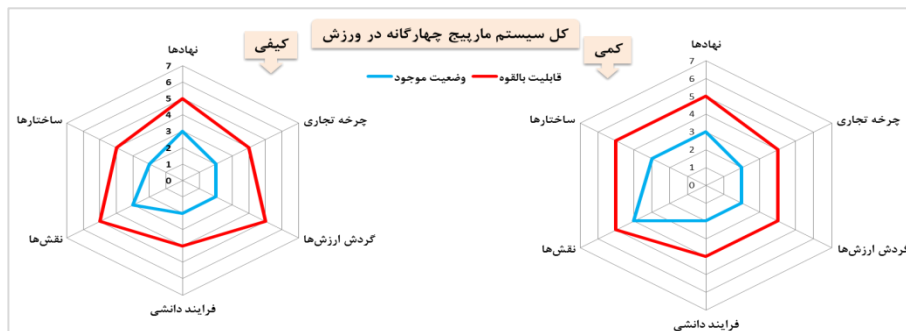 کل سیستم مارپیچ چهارگانه در ورزش
کمی
کیفی
قابلیت بالقوه
وضعیت موجود
نهادها
چرخه تجاری
گردش ارزش‌ها
فرایند دانشی
نقش‌ها
ساختارها
7
6
5
4
3
2
1
0
نهادها
چرخه تجاری
گردش ارزش‌ها
فرایند دانشی
نقش‌ها
ساختارها
7
6
5
4
3
2
1
0